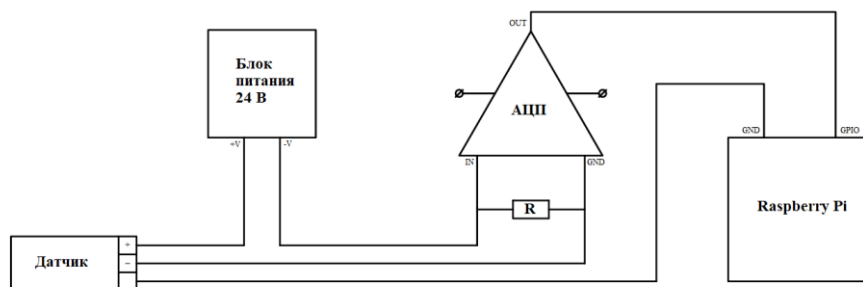 OUT
Блок
питания
24 В
АЦП
+V
-V
IN
GND
GND
GPIO
R
Raspberry Pi
Датчик
+
−